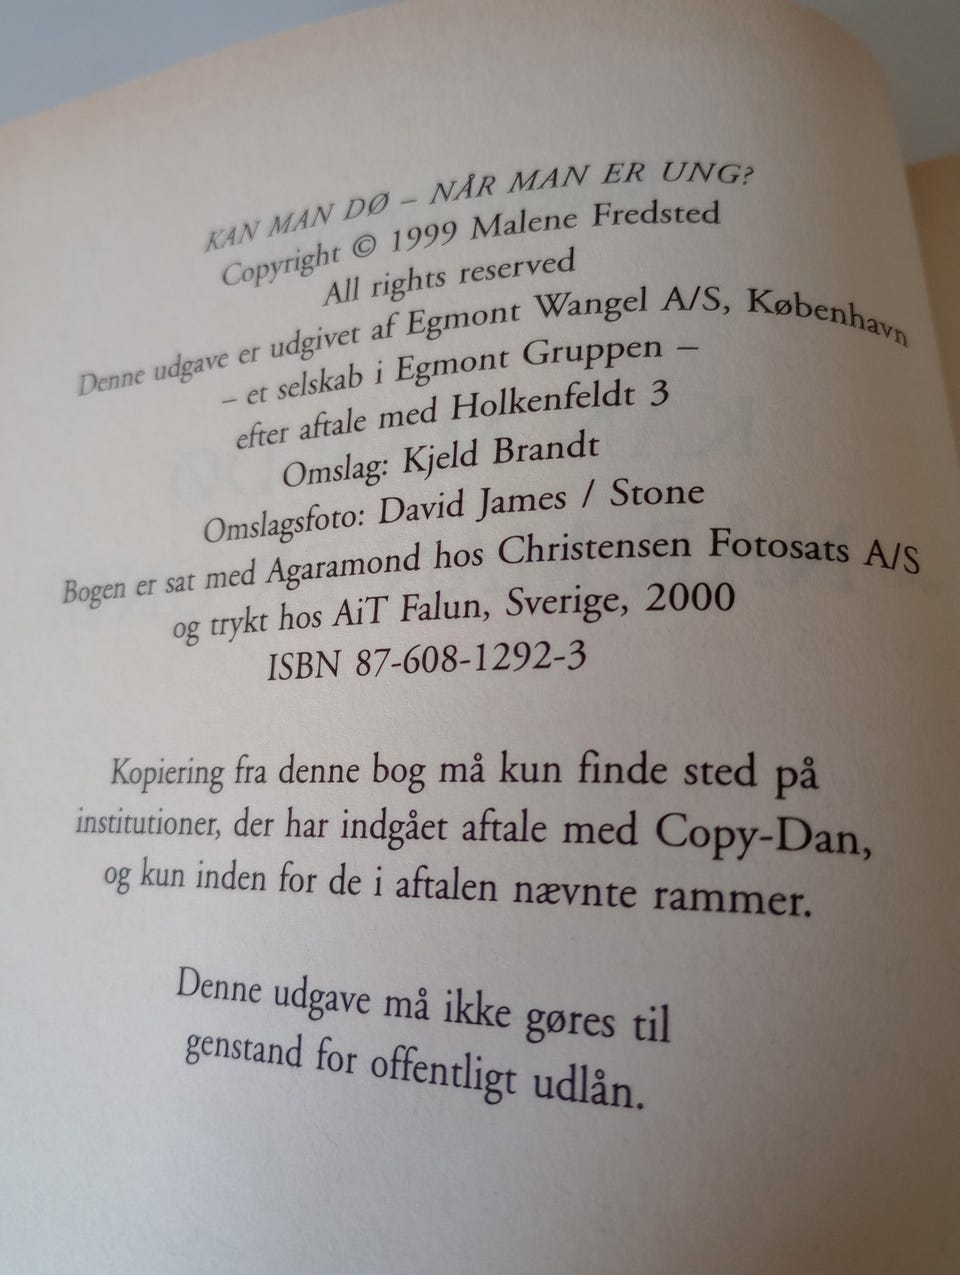 KAN MAN DØ – NÅR MAN ER UNG?
Copyright © 1999 Malene Fredsted
All rights reserved
Denne udgave er udgivet af Egmont Wangel A/S, København
– et selskab i Egmont Gruppen –
efter aftale med Holkenfeldt 3
Omslag: Kjeld Brandt
Omslagsfoto: David James / Stone
Bogen er sat med Agaramond hos Christensen Fotosats A/S
og trykt hos AiT Falun, Sverige, 2000
ISBN 87-608-1292-3
Kopiering fra denne bog må kun finde sted på
institutioner, der har indgået aftale med Copy-Dan,
og kun inden for de i aftalen nævnte rammer.
Denne udgave må ikke gøres til
genstand for offentligt udlån.